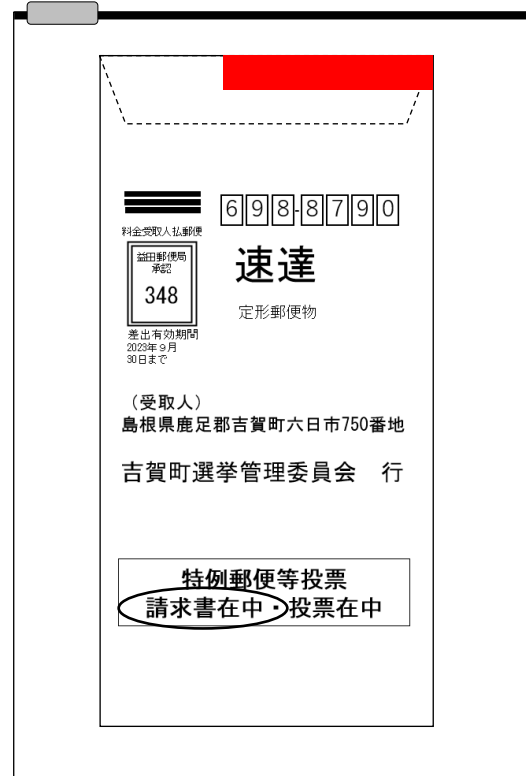 698-8790
料金受取人払郵便
益田郵便局
承認
348
差出有効期間
2023年9月
30日まで
速達
定形郵便物
（受取人）
島根県鹿足郡吉賀町六日市750番地
吉賀町選挙管理委員会　行
特例郵便等投票
請求書在中・投票在中